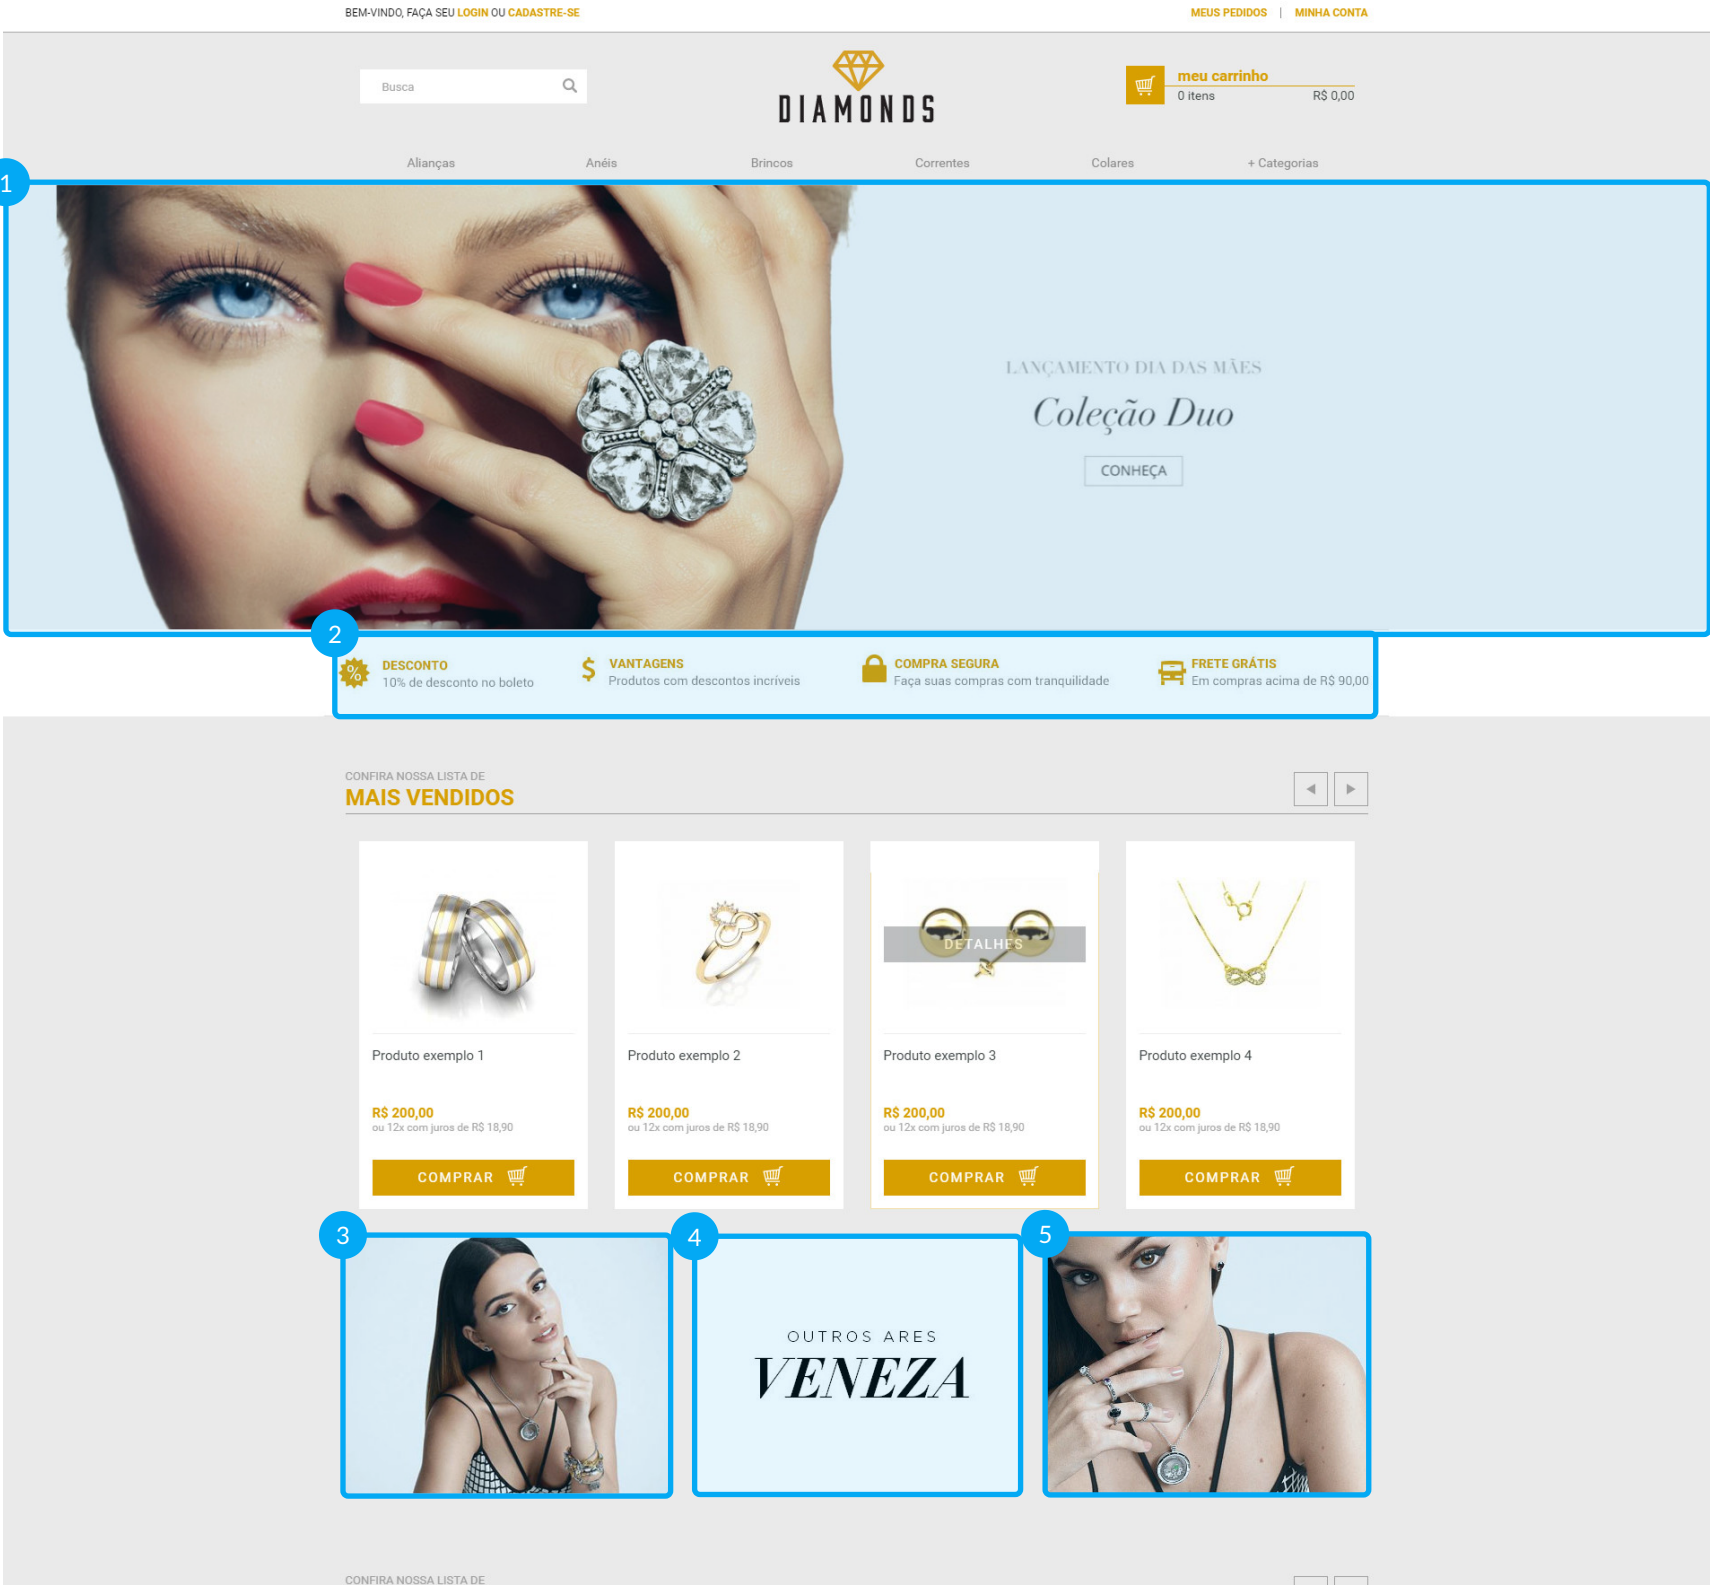 BEM-VINDO, FAÇA SEU LOGIN OU CADASTRE-SE
MEUS PEDIDOS | MINHA CONTA
Busca
DIAMONDS
meu carrinho
0 itens R$ 0,00
Alianças Anéis Brincos Correntes Colares + Categorias
1
LANÇAMENTO DIA DAS MÃES
Coleção Duo
CONHEÇA
2
DESCONTO
10% de desconto no boleto
VANTAGENS
Produtos com descontos incríveis
COMPRA SEGURA
Faça suas compras com tranquilidade
FRETE GRÁTIS
Em compras acima de R$ 90,00
CONFIRA NOSSA LISTA DE
MAIS VENDIDOS
DETALHES
Produto exemplo 1
R$ 200,00
ou 12x com juros de R$ 18,90
COMPRAR
Produto exemplo 2
R$ 200,00
ou 12x com juros de R$ 18,90
COMPRAR
Produto exemplo 3
R$ 200,00
ou 12x com juros de R$ 18,90
COMPRAR
Produto exemplo 4
R$ 200,00
ou 12x com juros de R$ 18,90
COMPRAR
3
4
5
OUTROS ARES
VENEZA
CONFIRA NOSSA LISTA DE